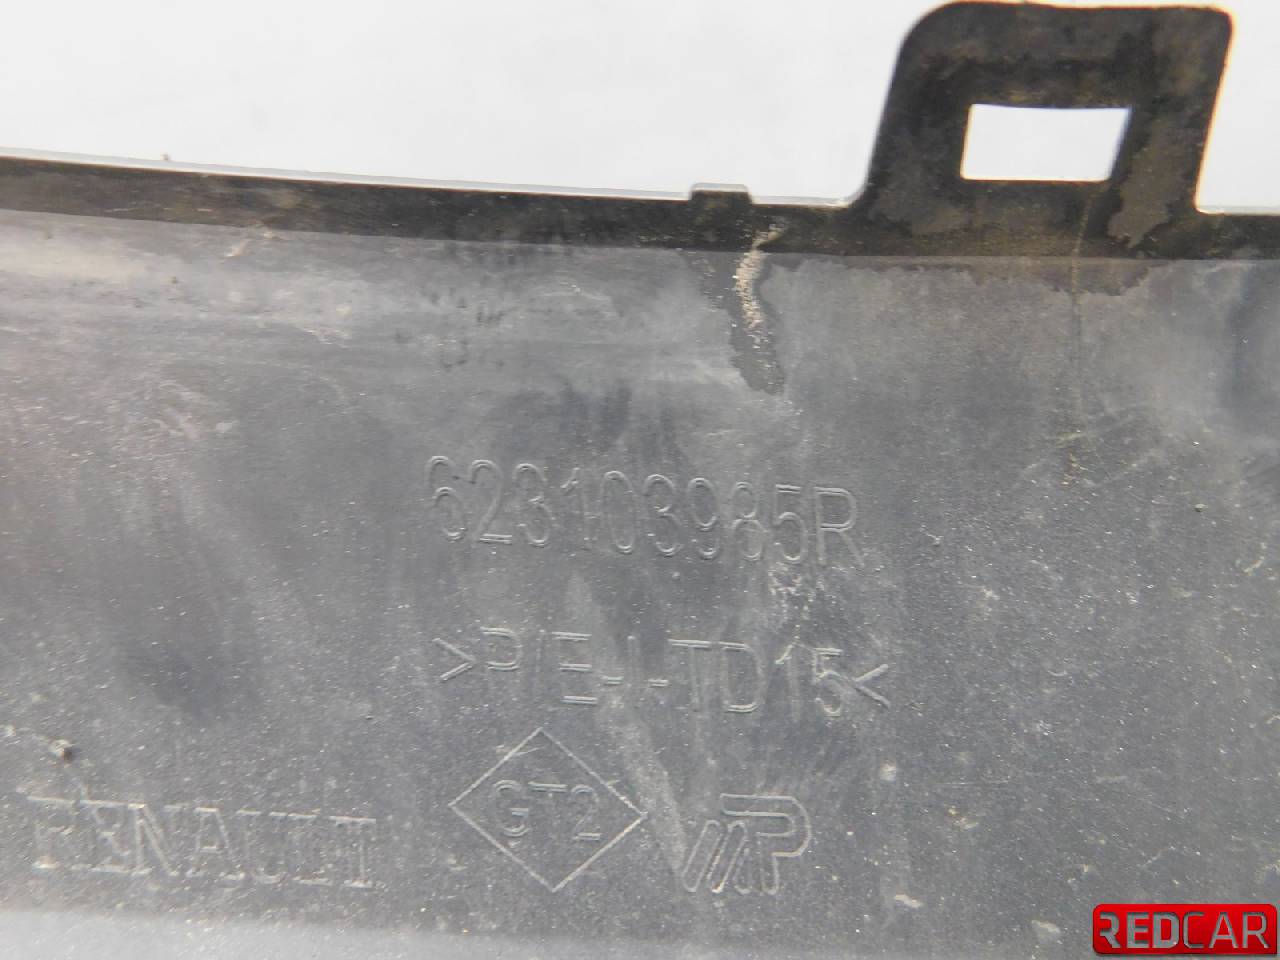 623103985R
>P/E-I-TD15<
GT2
RENAULT
REDCAR